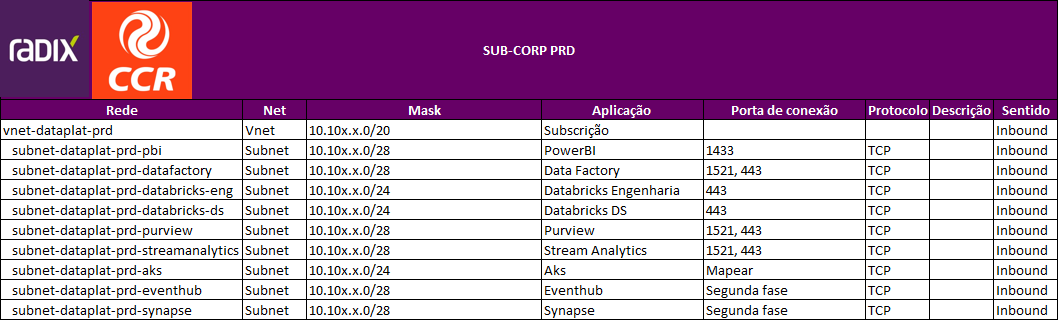 radix
CCR
SUB-CORP PRD
Rede Net Mask Aplicação Porta de conexão Protocolo Descrição Sentido
vnet-dataplat-prd Vnet 10.10x.x.0/20 Subscrição Inbound
subnet-dataplat-prd-pbi Subnet 10.10x.x.0/28 PowerBI 1433 TCP Inbound
subnet-dataplat-prd-datafactory Subnet 10.10x.x.0/28 Data Factory 1521, 443 TCP Inbound
subnet-dataplat-prd-databricks-eng Subnet 10.10x.x.0/24 Databricks Engenharia 443 TCP Inbound
subnet-dataplat-prd-databricks-ds Subnet 10.10x.x.0/24 Databricks DS 443 TCP Inbound
subnet-dataplat-prd-purview Subnet 10.10x.x.0/28 Purview 1521, 443 TCP Inbound
subnet-dataplat-prd-streamanalytics Subnet 10.10x.x.0/28 Stream Analytics 1521, 443 TCP Inbound
subnet-dataplat-prd-aks Subnet 10.10x.x.0/24 Aks Mapear TCP Inbound
subnet-dataplat-prd-eventhub Subnet 10.10x.x.0/28 Eventhub Segunda fase TCP Inbound
subnet-dataplat-prd-synapse Subnet 10.10x.x.0/28 Synapse Segunda fase TCP Inbound